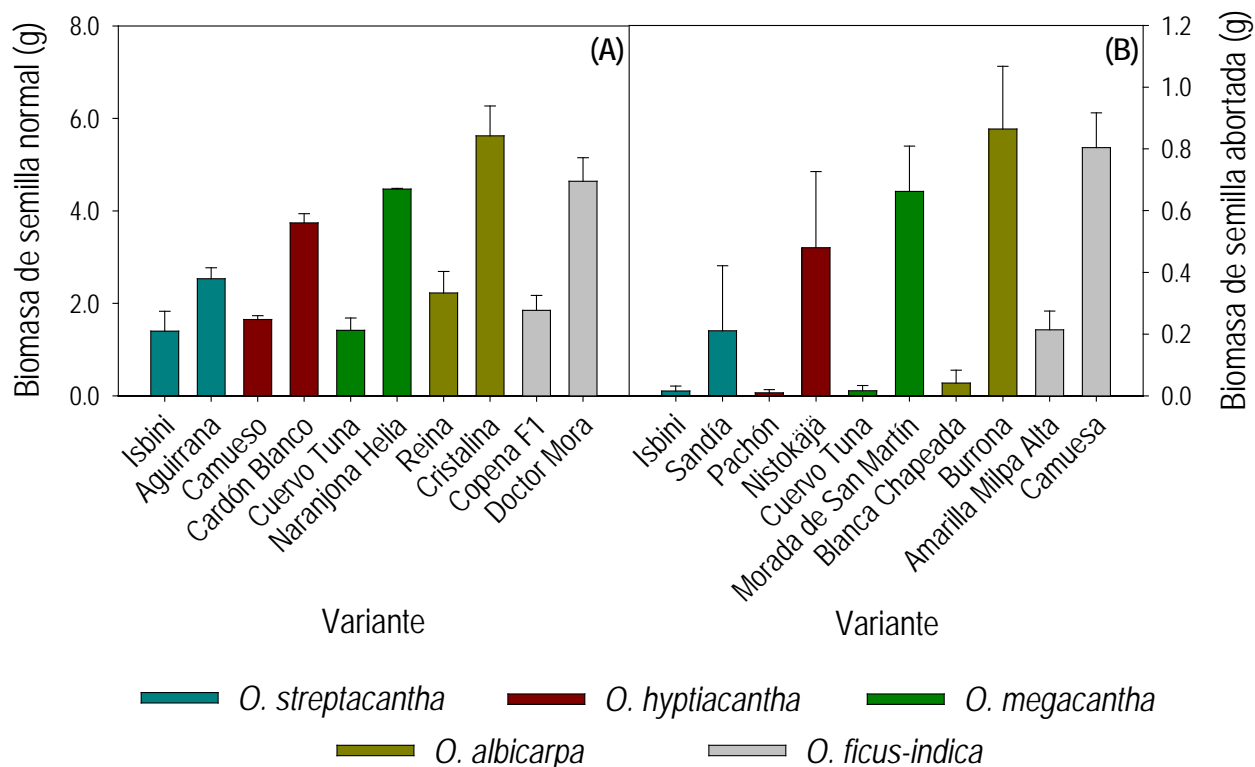 Biomasa de semilla normal (g)
8.0
6.0
4.0
2.0
0.0
(A)
Isbini
Aguirrana
Camueso
Cardón Blanco
Cuervo Tuna
Naranjona Helia
Reina
Cristalina
Copena F1
Doctor Mora
Variante
(B)
1.2
1.0
0.8
0.6
0.4
0.2
0.0
Biomasa de semilla abortada (g)
Isbini
Sandía
Pachón
Nistokäjä
Cuervo Tuna
Morada de San Martín
Blanca Chapeada
Burrona
Amarilla Milpa Alta
Camuesa
Variante
O. streptacantha
O. hyptiacantha
O. megacantha
O. albicarpa
O. ficus-indica